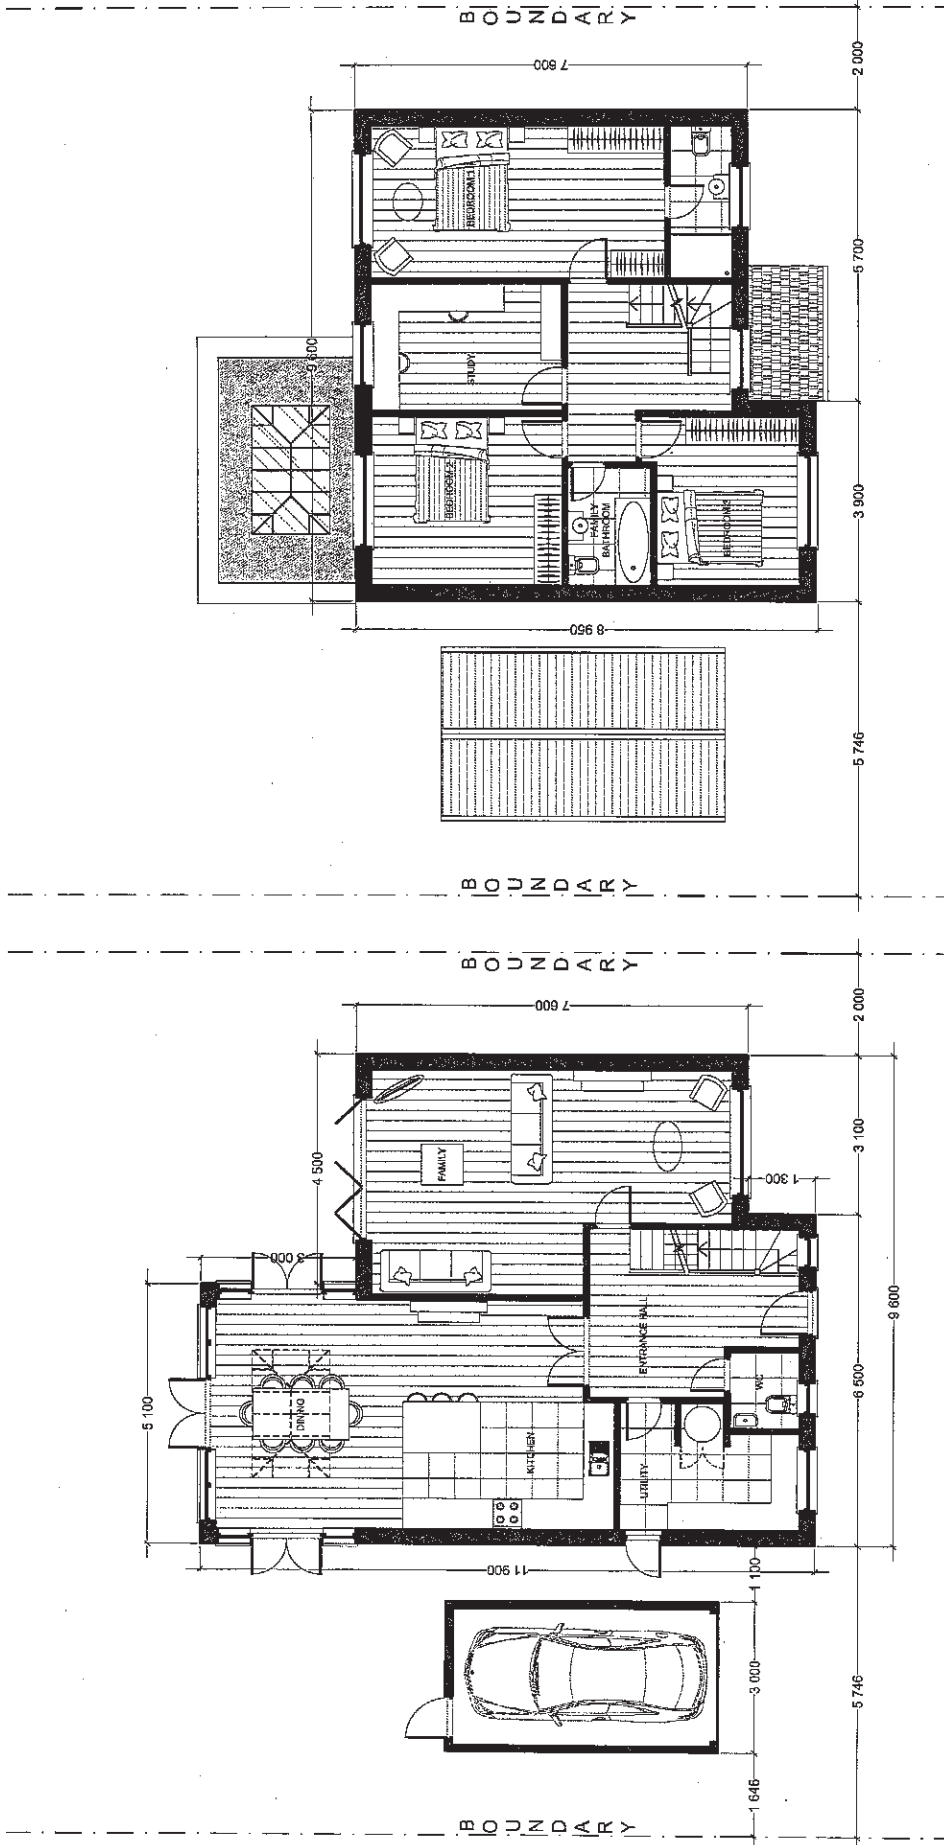 BOUNDARY
2 000
7 600
9 600
BEDROOM 1
5 700
STUDY
BEDROOM 2
FAMILY
BATHROOM
BEDROOM 3
3 900
8 950
5 746
BOUNDARY
BOUNDARY
2 000
7 600
4 500
FAMILY
3 100
1 300
3 000
5 100
DINING
KITCHEN
ENTRANCE HALL
WC
UTILITY
6 500
9 600
11 900
1 100
3 000
5 746
1 646
BOUNDARY